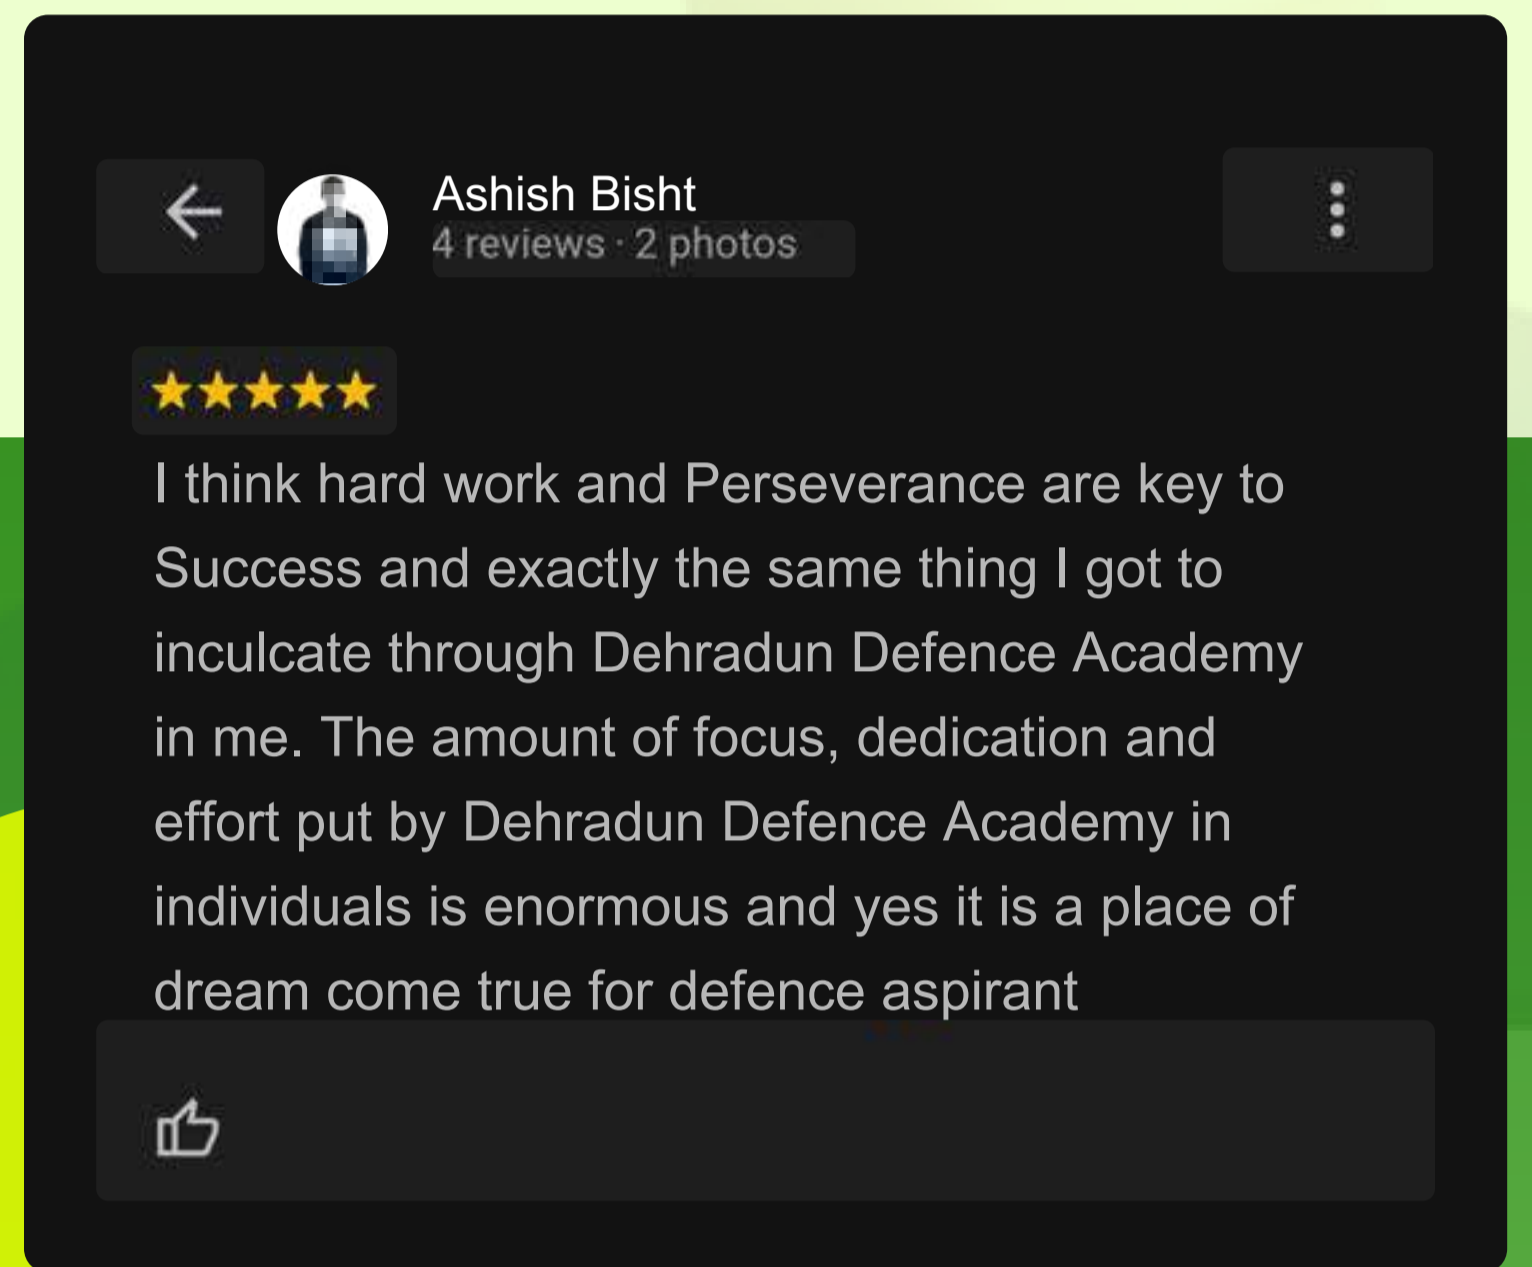 Ashish Bisht
4 reviews · 2 photos
I think hard work and Perseverance are key to
Success and exactly the same thing I got to
inculcate through Dehradun Defence Academy
in me. The amount of focus, dedication and
effort put by Dehradun Defence Academy in
individuals is enormous and yes it is a place of
dream come true for defence aspirant